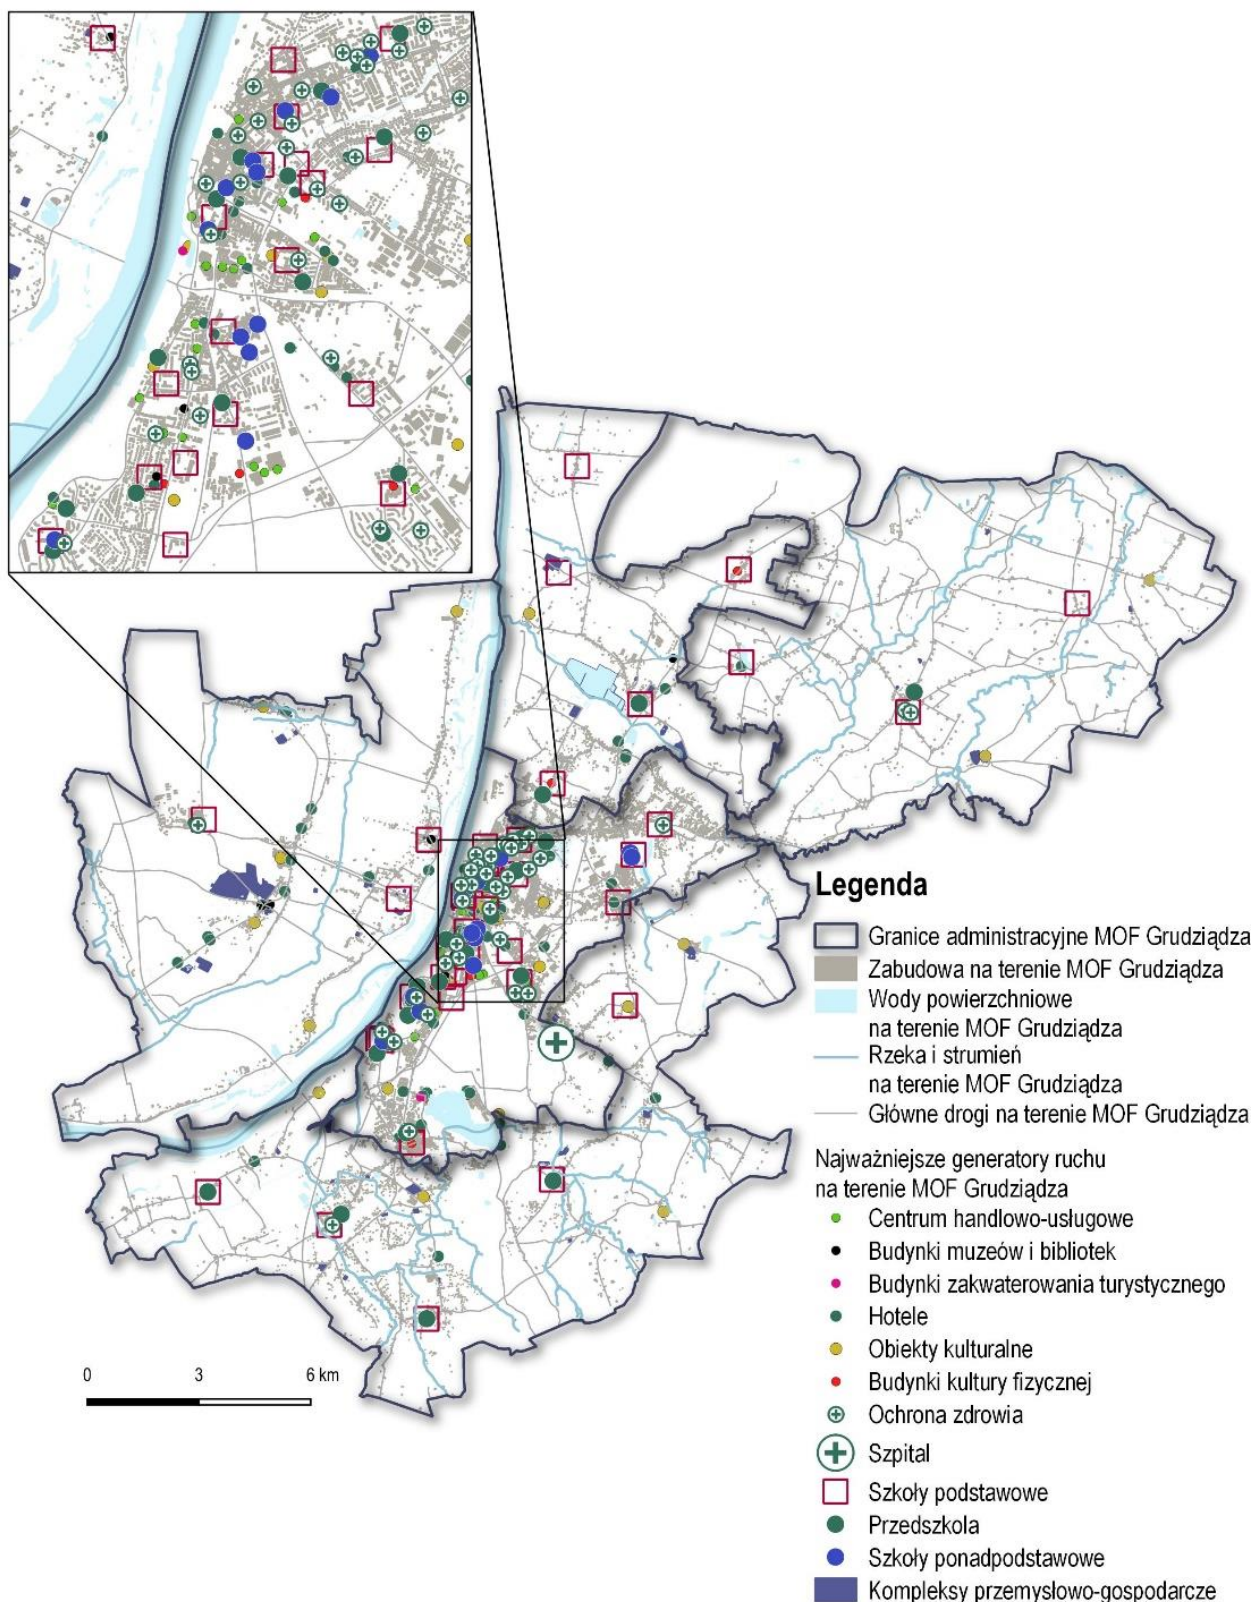 Legenda
Granice administracyjne MOF Grudziądza
Zabudowa na terenie MOF Grudziądza
Wody powierzchniowe
na terenie MOF Grudziądza
Rzeka i strumień
na terenie MOF Grudziądza
Główne drogi na terenie MOF Grudziądza
Najważniejsze generatory ruchu
na terenie MOF Grudziądza
Centrum handlowo-usługowe
Budynki muzeów i bibliotek
Budynki zakwaterowania turystycznego
Hotele
Obiekty kulturalne
Budynki kultury fizycznej
Ochrona zdrowia
Szpital
Szkoły podstawowe
Przedszkola
Szkoły ponadpodstawowe
Kompleksy przemysłowo-gospodarcze
0 3 6 km